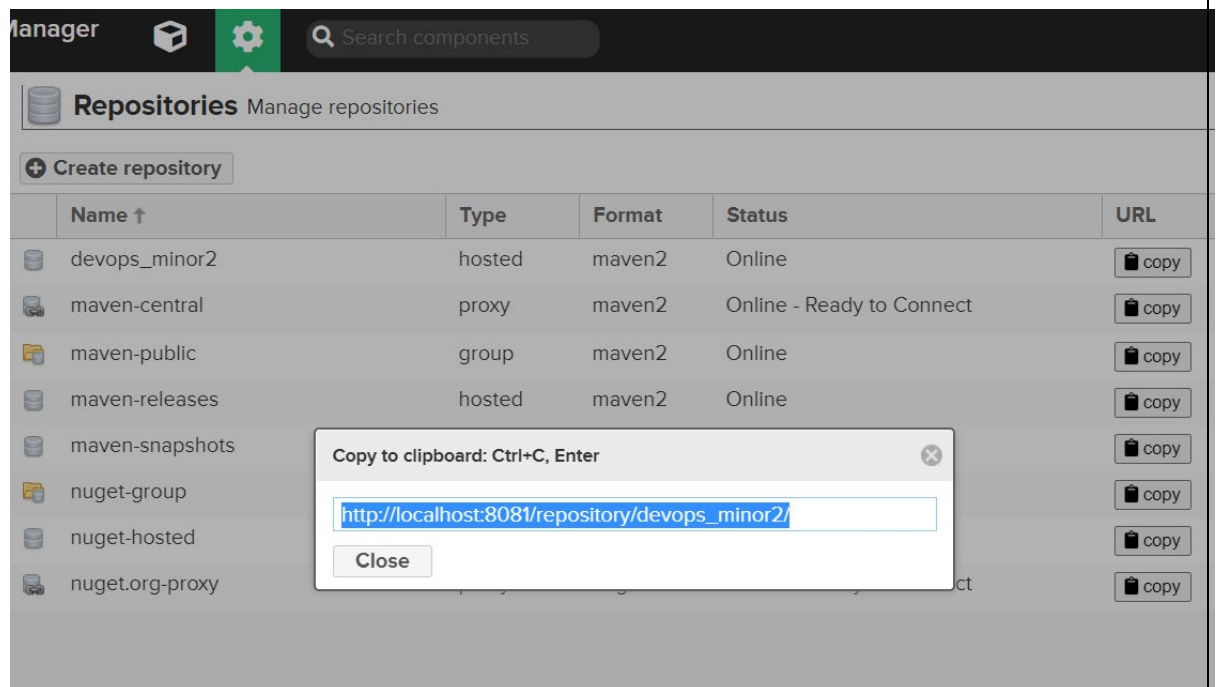 Manager
Search components
Repositories Manage repositories
Create repository
Name Type Format Status URL
devops_minor2 hosted maven2 Online copy
maven-central proxy maven2 Online - Ready to Connect copy
maven-public group maven2 Online copy
maven-releases hosted maven2 Online copy
maven-snapshots copy
nuget-group copy
nuget-hosted copy
nuget.org-proxy ct copy
Copy to clipboard: Ctrl+C, Enter
http://localhost:8081/repository/devops_minor2/
Close